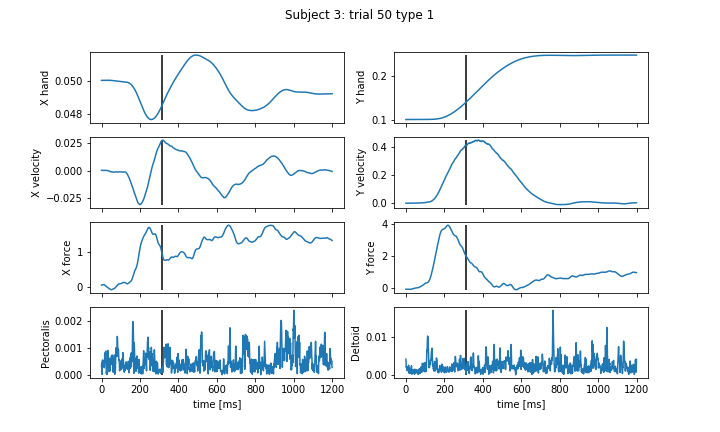 Subject 3: trial 50 type 1
X hand
0.050
0.048
Y hand
0.2
0.1
X velocity
0.025
0.000
−0.025
Y velocity
0.4
0.2
0.0
X force
1
0
Y force
4
2
0
Pectoralis
0.002
0.001
0.000
0 200 400 600 800 1000 1200
time [ms]
Deltoid
0.01
0.00
0 200 400 600 800 1000 1200
time [ms]